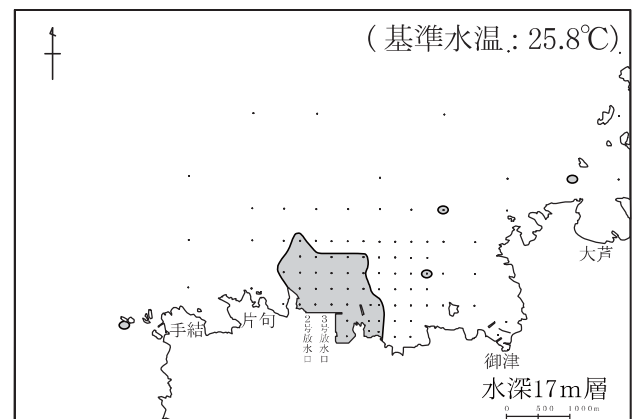 (基準水温:25.8℃)
大芦
手結
片句
2号放水口
3号放水口
御津
水深17m層
0 500 1000m